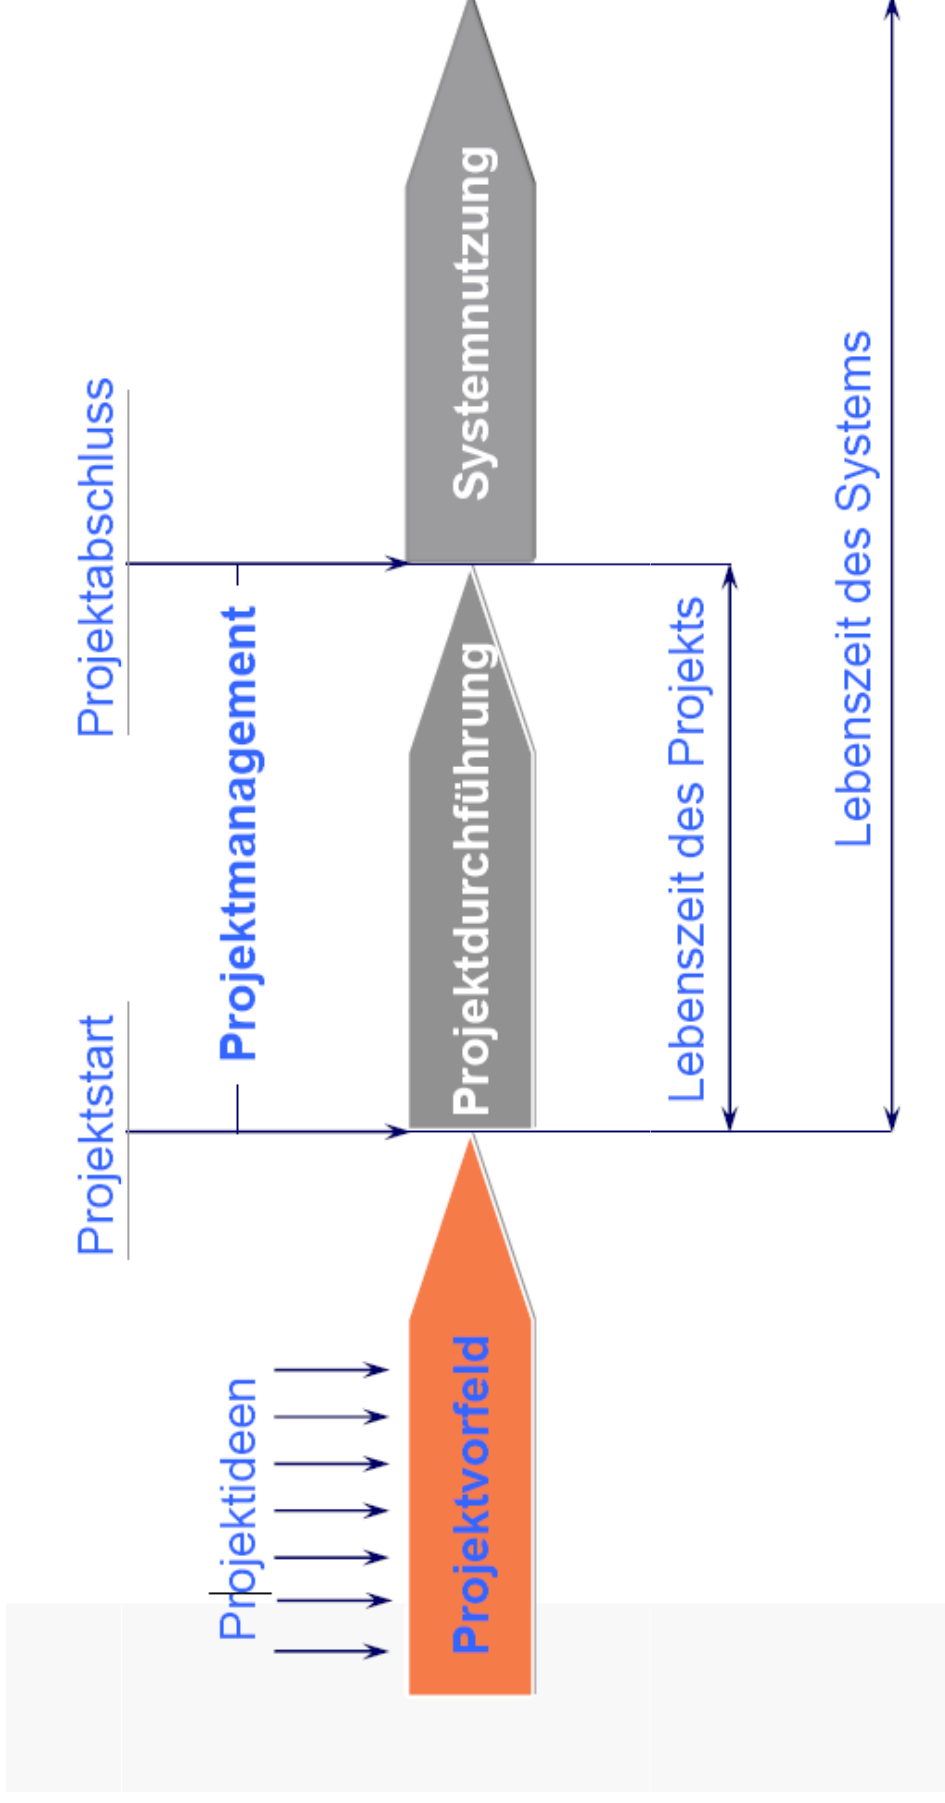 Projektstart
Projektabschluss
Projektideen
Projektmanagement
Projektvorfeld
Projektdurchführung
Systemnutzung
Lebenszeit des Projekts
Lebenszeit des Systems